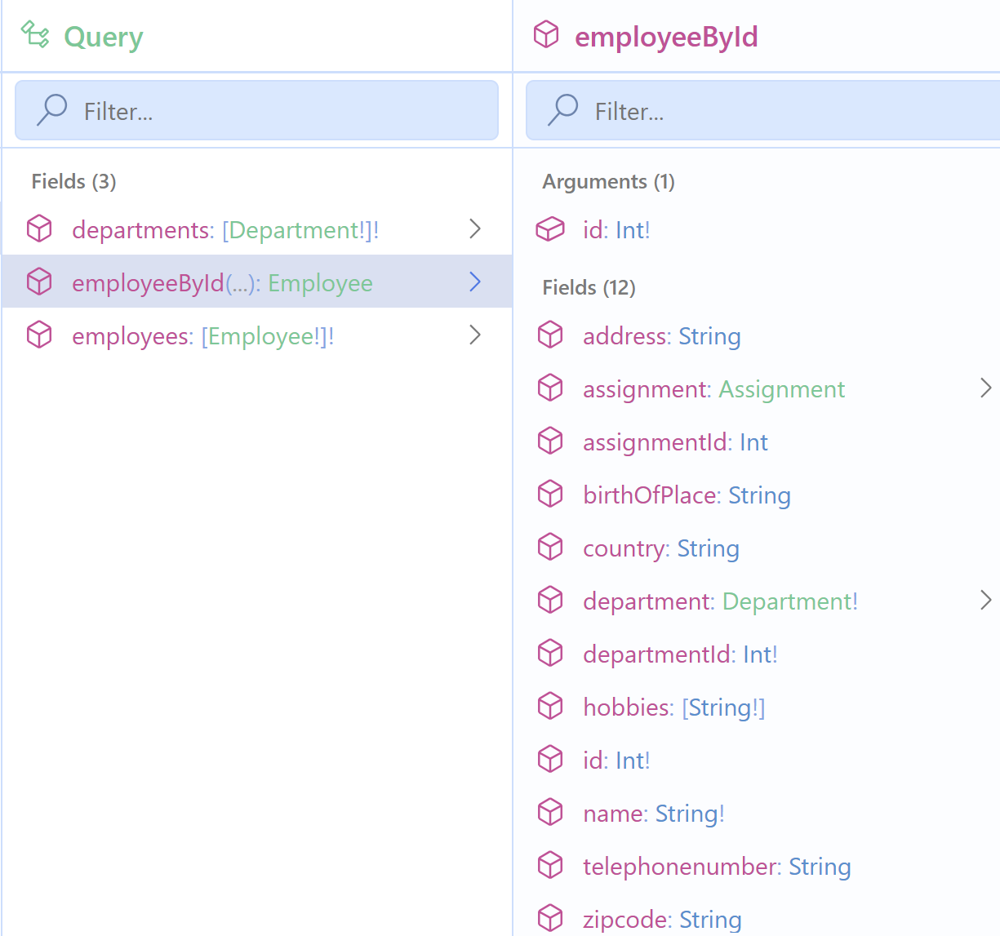 Query
Filter...
Fields (3)
departments: [Department!]!
employeeById(...): Employee
employees: [Employee!]!
employeeById
Filter...
Arguments (1)
id: Int!
Fields (12)
address: String
assignment: Assignment
assignmentId: Int
birthOfPlace: String
country: String
department: Department!
departmentId: Int!
hobbies: [String!]
id: Int!
name: String!
telephonenumber: String
zipcode: String